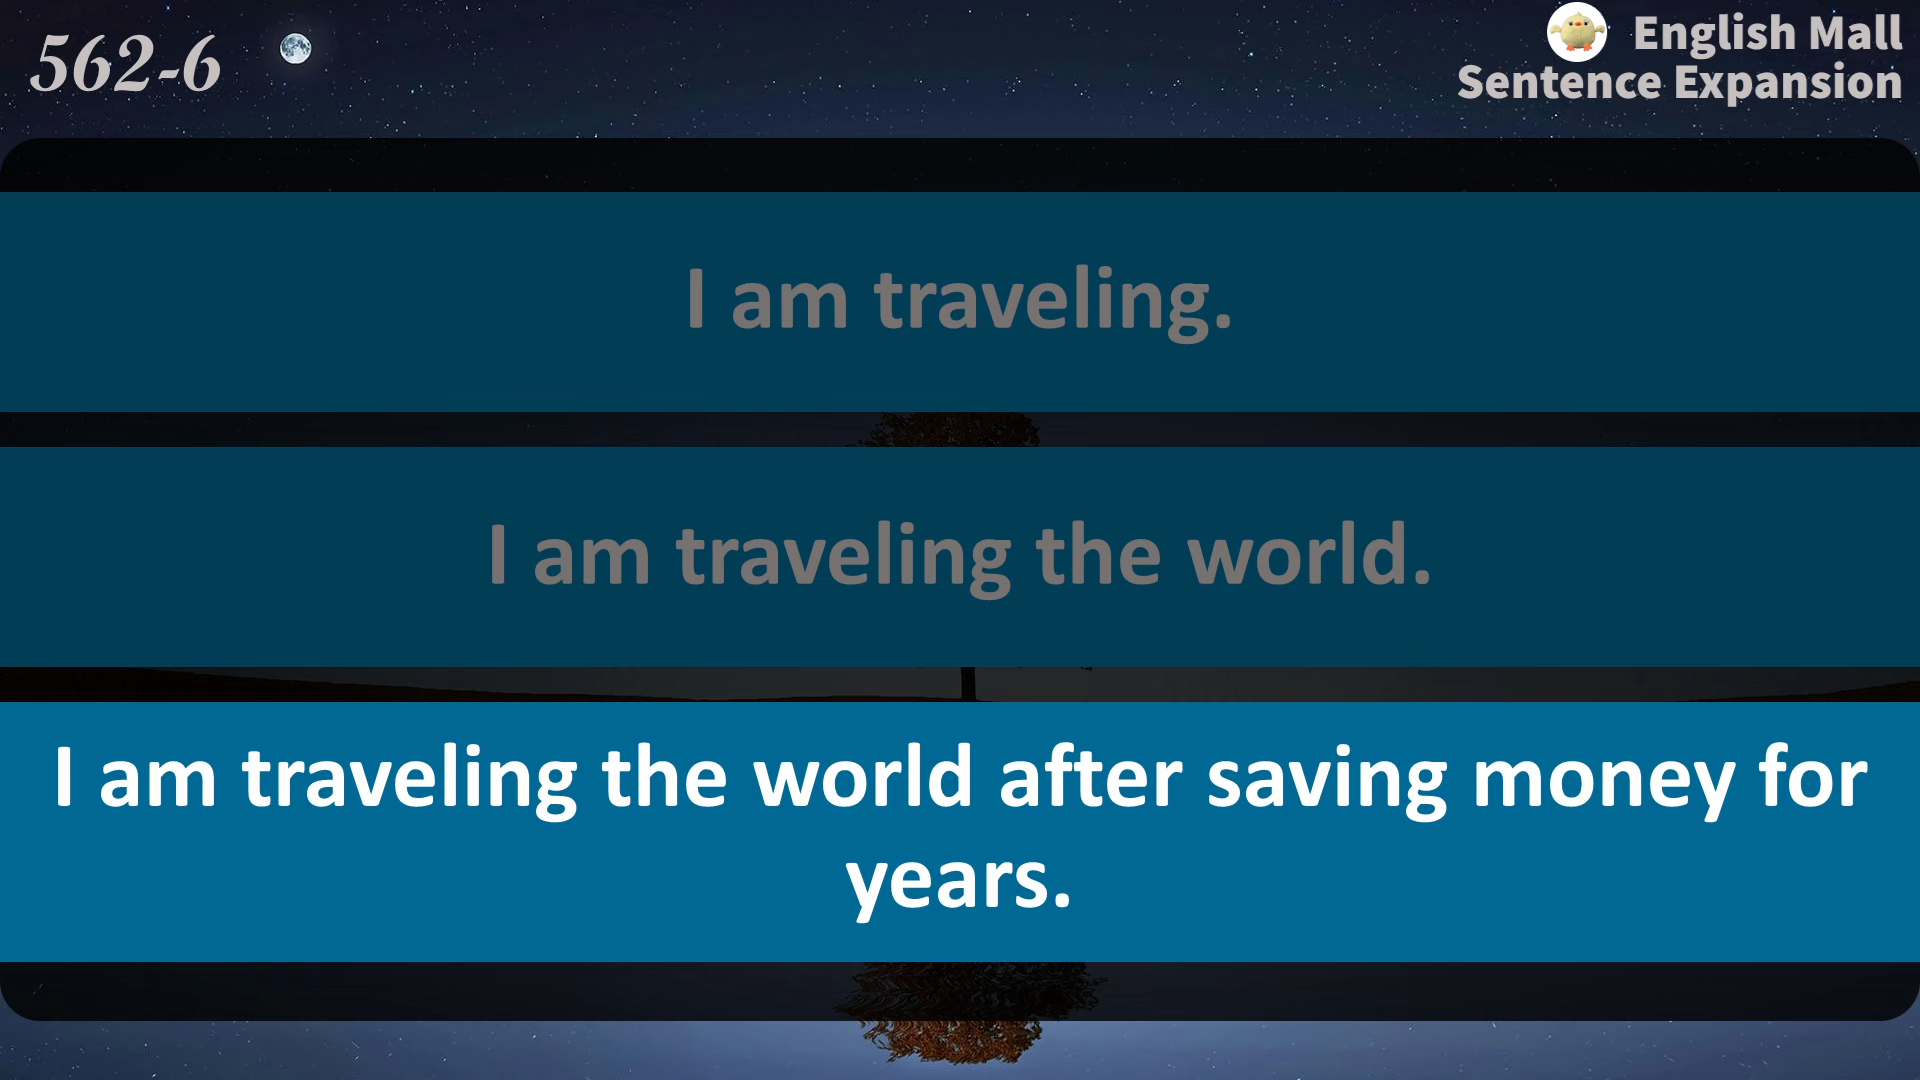 562-6
English Mall
Sentence Expansion
I am traveling.
I am traveling the world.
I am traveling the world after saving money for
years.